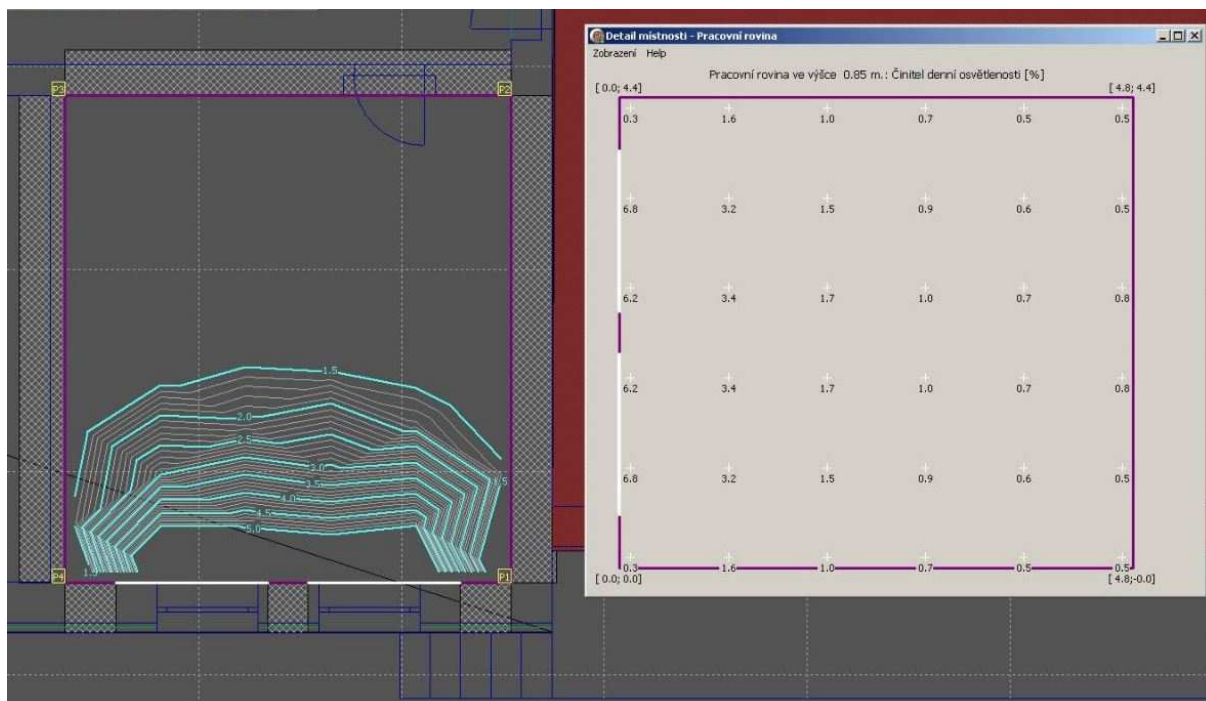 Detail místnosti - Pracovní rovina
Zobrazení Help
Pracovní rovina ve výšce 0.85 m.: Činitel denní osvětlenosti [%]
[ 0.0; 4.4] [ 4.8; 4.4]
0.3 1.6 1.0 0.7 0.5 0.5
6.8 3.2 1.5 0.9 0.6 0.5
6.2 3.4 1.7 1.0 0.7 0.8
6.2 3.4 1.7 1.0 0.7 0.8
6.8 3.2 1.5 0.9 0.6 0.5
0.3 1.6 1.0 0.7 0.5 0.5
[ 0.0; 0.0] [ 4.8;-0.0]
P3 P2
1.5
2.0
2.5
3.0
3.5
4.0
4.5
5.0
1.5
P4 P1